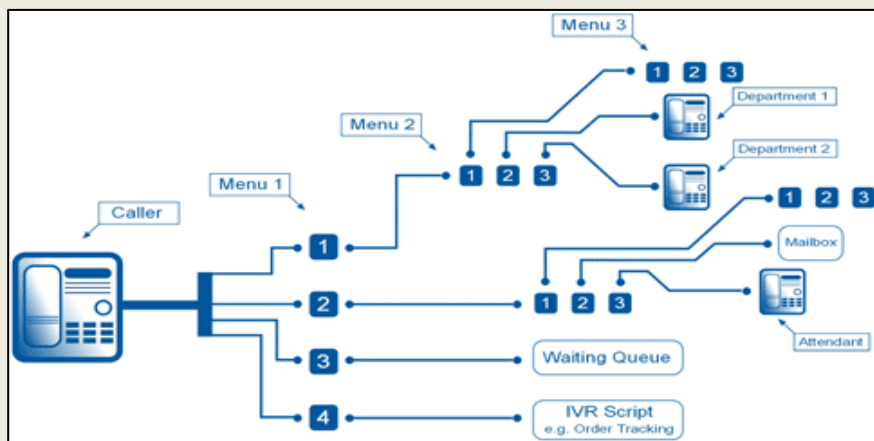 Menu 3
1 2 3
Department 1
Menu 2
Department 2
1 2 3
Menu 1
1 2 3
Caller
1
Mailbox
2
1 2 3
Attendant
3
Waiting Queue
4
IVR Script
e.g. Order Tracking